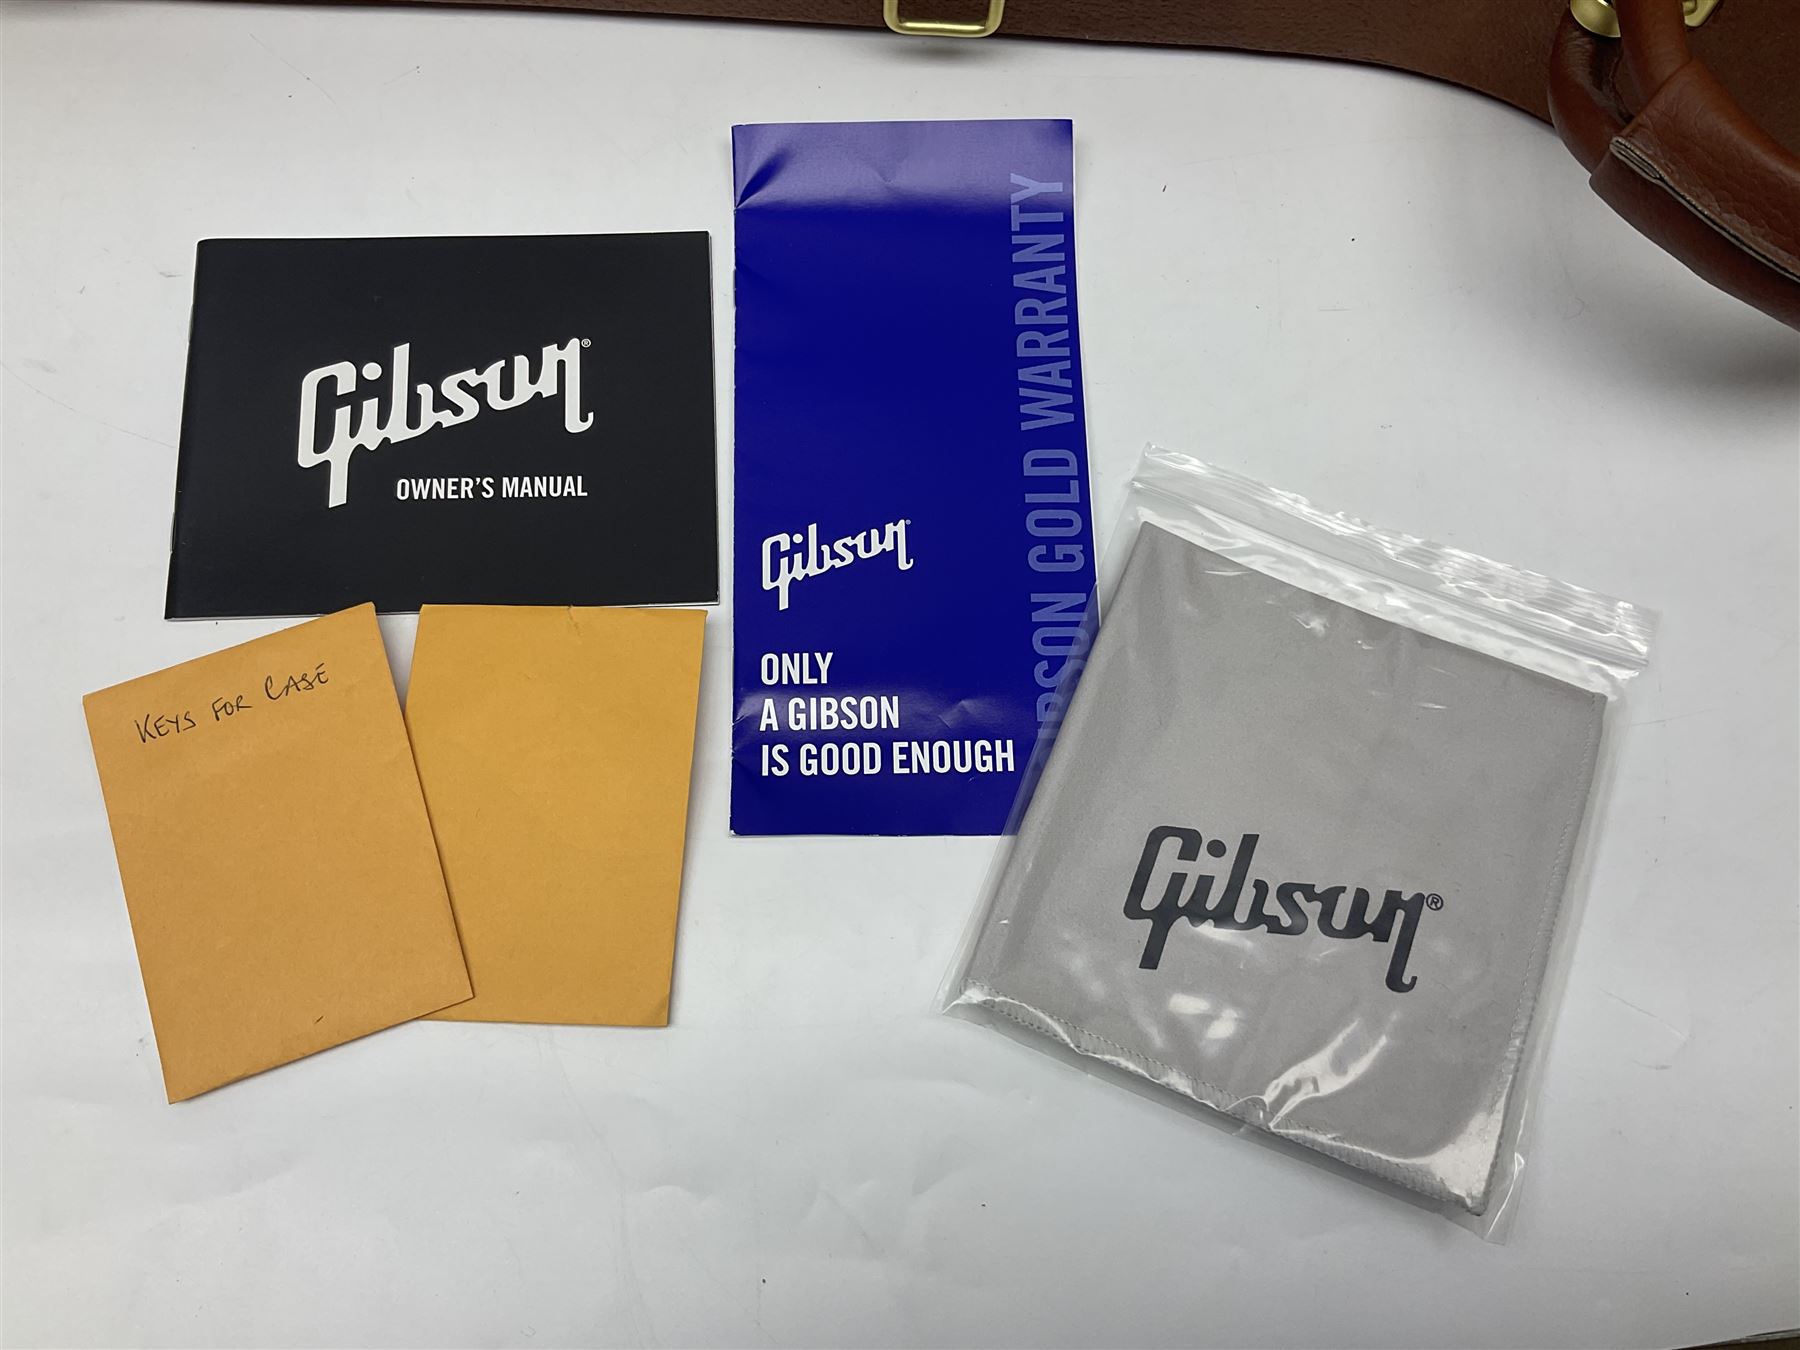 Gibson®
OWNER'S MANUAL
KEYS FOR CASE
GIBSON GOLD WARRANTY
Gibson®
ONLY
A GIBSON
IS GOOD ENOUGH
Gibson®